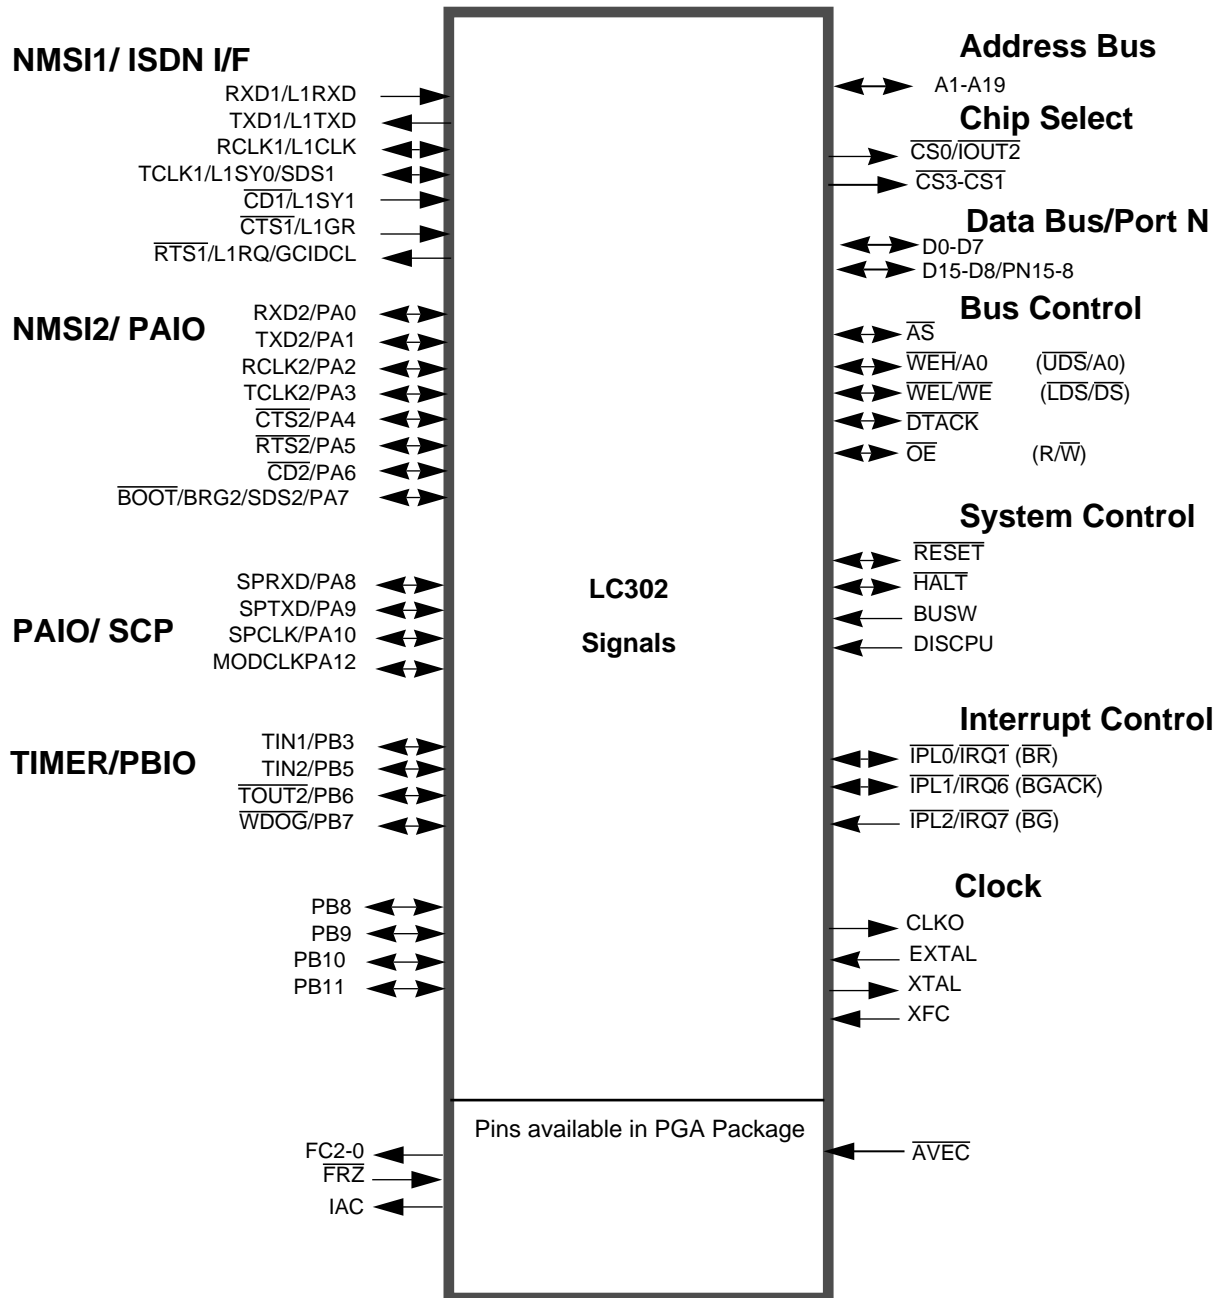 NMSI1/ ISDN I/F
RXD1/L1RXD
TXD1/L1TXD
RCLK1/L1CLK
TCLK1/L1SY0/SDS1
CD1/L1SY1
CTS1/L1GR
RTS1/L1RQ/GCIDCL
NMSI2/ PAIO
RXD2/PA0
TXD2/PA1
RCLK2/PA2
TCLK2/PA3
CTS2/PA4
RTS2/PA5
CD2/PA6
BOOT/BRG2/SDS2/PA7
PAIO/ SCP
SPRXD/PA8
SPTXD/PA9
SPCLK/PA10
MODCLKPA12
TIMER/PBIO
TIN1/PB3
TIN2/PB5
TOUT2/PB6
WDOG/PB7
PB8
PB9
PB10
PB11
FC2-0
FRZ
IAC
LC302
Signals
Pins available in PGA Package
Address Bus
A1-A19
Chip Select
CS0/IOUT2
CS3-CS1
Data Bus/Port N
D0-D7
D15-D8/PN15-8
Bus Control
AS
WEH/A0 (UDS/A0)
WEL/WE (LDS/DS)
DTACK
OE (R/W)
System Control
RESET
HALT
BUSW
DISCPU
Interrupt Control
IPL0/IRQ1 (BR)
IPL1/IRQ6 (BGACK)
IPL2/IRQ7 (BG)
Clock
CLKO
EXTAL
XTAL
XFC
AVEC